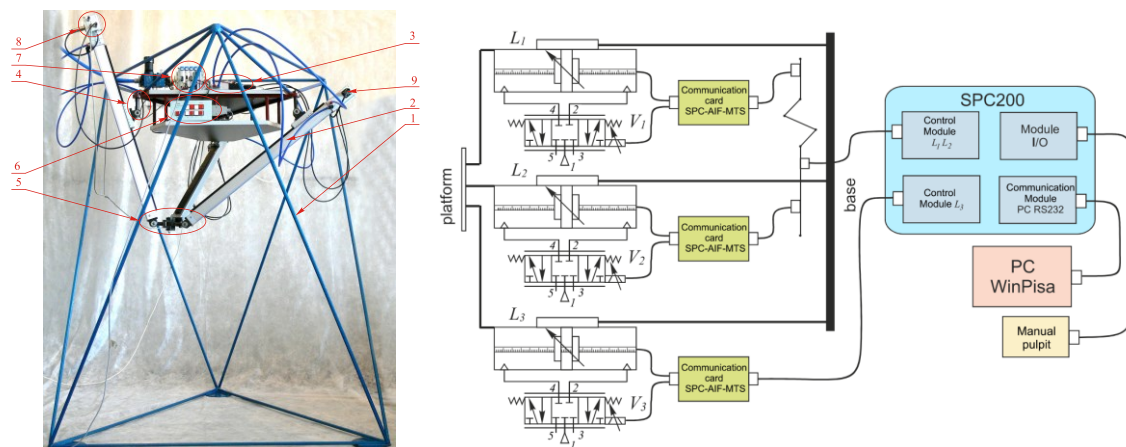 8
7
4
6
5
3
9
2
1
platform
L1
4
2
5
3
1
V1
Communication
card
SPC-AIF-MTS
L2
4
2
5
3
1
V2
Communication
card
SPC-AIF-MTS
L3
4
2
5
3
1
V3
Communication
card
SPC-AIF-MTS
base
SPC200
Control
Module
L1 L2
Module
I/O
Control
Module L3
Communication
Module
PC RS232
PC
WinPisa
Manual
pulpit